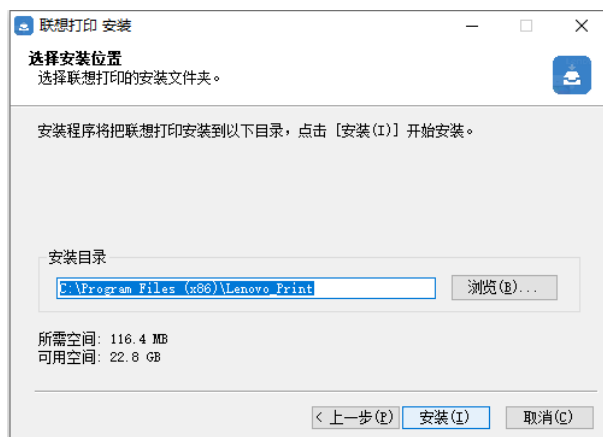 联想打印 安装
选择安装位置
选择联想打印的安装文件夹。
安装程序将把联想打印安装到以下目录，点击 [安装(I)] 开始安装。
安装目录
C:\Program Files (x86)\Lenovo_Print
浏览(B)...
所需空间: 116.4 MB
可用空间: 22.8 GB
< 上一步(P)
安装(I)
取消(C)